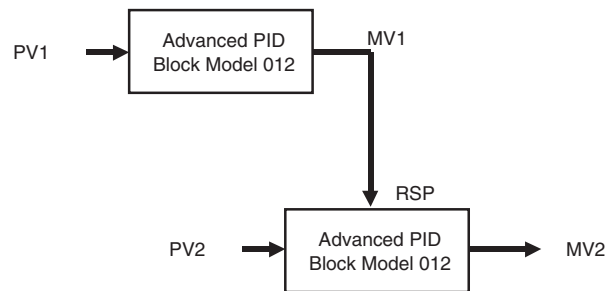 PV1
Advanced PID
Block Model 012
MV1
RSP
PV2
Advanced PID
Block Model 012
MV2